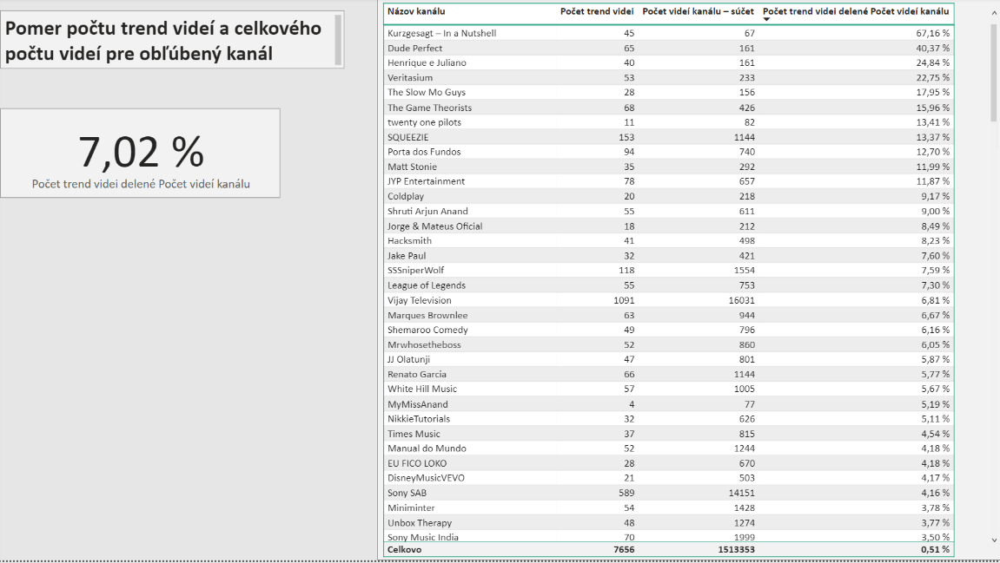 Pomer počtu trend videí a celkového
počtu videí pre obľúbený kanál
7,02 %
Počet trend videi delené Počet videí kanálu
Názov kanálu Počet trend videi Počet videí kanálu – súčet Počet trend videi delené Počet videí kanálu
Kurzgesagt – In a Nutshell 45 67 67,16 %
Dude Perfect 65 161 40,37 %
Henrique e Juliano 40 161 24,84 %
Veritasium 53 233 22,75 %
The Slow Mo Guys 28 156 17,95 %
The Game Theorists 68 426 15,96 %
twenty one pilots 11 82 13,41 %
SQUEEZIE 153 1144 13,37 %
Porta dos Fundos 94 740 12,70 %
Matt Stonie 35 292 11,99 %
JYP Entertainment 78 657 11,87 %
Coldplay 20 218 9,17 %
Shruti Arjun Anand 55 611 9,00 %
Jorge & Mateus Oficial 18 212 8,49 %
Hacksmith 41 498 8,23 %
Jake Paul 32 421 7,60 %
SSSniperWolf 118 1554 7,59 %
League of Legends 55 753 7,30 %
Vijay Television 1091 16031 6,81 %
Marques Brownlee 63 944 6,67 %
Shemaroo Comedy 49 796 6,16 %
Mrwhosetheboss 52 860 6,05 %
JJ Olatunji 47 801 5,87 %
Renato Garcia 66 1144 5,77 %
White Hill Music 57 1005 5,67 %
MyMissAnand 4 77 5,19 %
NikkieTutorials 32 626 5,11 %
Times Music 37 815 4,54 %
Manual do Mundo 52 1244 4,18 %
EU FICO LOKO 28 670 4,18 %
DisneyMusicVEVO 21 503 4,17 %
Sony SAB 589 14151 4,16 %
Miniminter 54 1428 3,78 %
Unbox Therapy 48 1274 3,77 %
Sony Music India 70 1999 3,50 %
Celkovo 7656 1513353 0,51 %